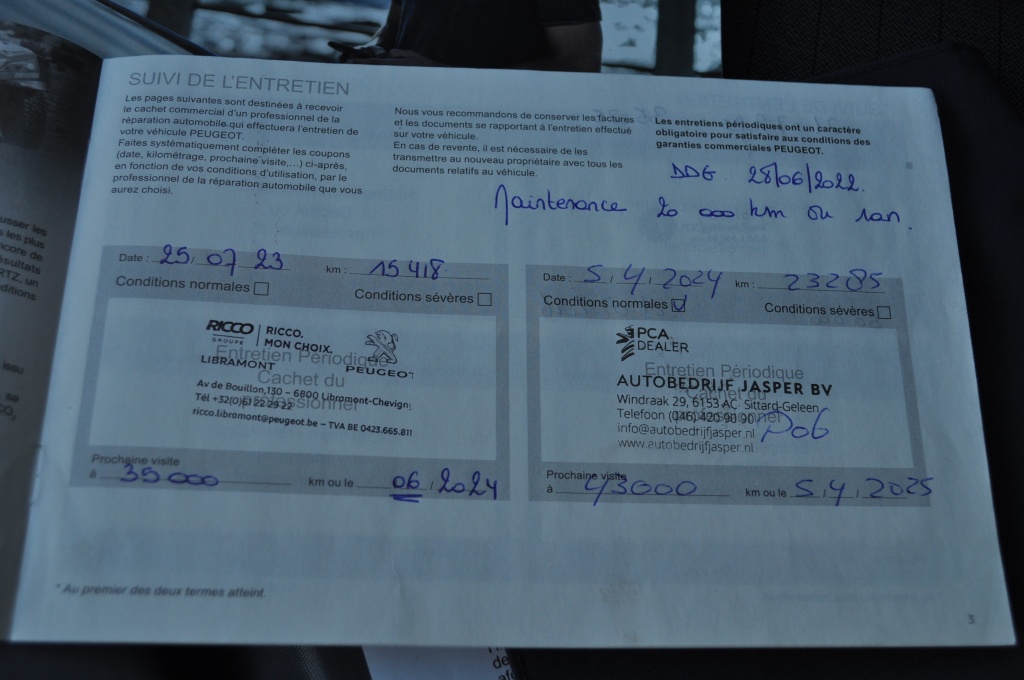 SUIVI DE L'ENTRETIEN
Les pages suivantes sont destinées à recevoir
le cachet commercial d'un professionnel de la
réparation automobile qui effectuera l'entretien de
votre véhicule PEUGEOT.
Faites systématiquement compléter les coupons
(date, kilométrage, prochaine visite,...) ci-après,
en fonction de vos conditions d'utilisation, par le
professionnel de la réparation automobile que vous
aurez choisi.
Nous vous recommandons de conserver les factures
et les documents se rapportant à l'entretien effectué
sur votre véhicule.
En cas de revente, il est nécessaire de les
transmettre au nouveau propriétaire avec tous les
documents relatifs au véhicule.
Les entretiens périodiques ont un caractère
obligatoire pour satisfaire aux conditions des
garanties commerciales PEUGEOT.
DDG 28/06/2022.
Maintenance 20 000 km ou 1an.
Date : 25/07 23 km : 15418
Conditions normales
Conditions sévères
RICCO
GROUPE
RICCO.
MON CHOIX.
LIBRAMONT
PEUGEOT
Entretien Périodique
Cachet du
professionnel
Av de Bouillon,130 – 6800 Libramont-Chevigny
Tél +32(0)61 22 29 22
ricco.libramont@peugeot.be – TVA BE 0423.665.811
Prochaine visite
à 35000 km ou le 06/2024
Date : 5/4/2024 km : 23285
Conditions normales
Conditions sévères
PCA
DEALER
Entretien Périodique
Cachet du
professionnel
AUTOBEDRIJF JASPER BV
Windraak 29, 6153 AC Sittard-Geleen
Telefoon (046) 420 90 90
info@autobedrijfjasper.nl
www.autobedrijfjasper.nl
Prochaine visite
à 43000 km ou le 5/4/2025
* Au premier des deux termes atteint.
3